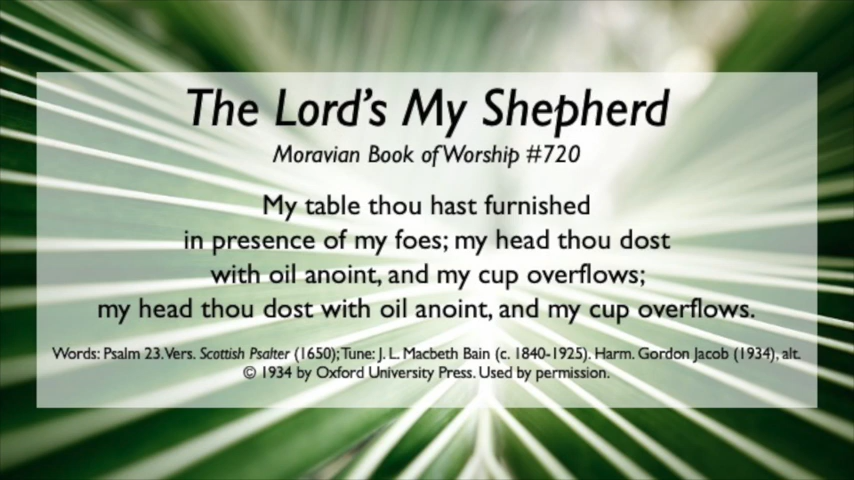 The Lord's My Shepherd
Moravian Book of Worship #720
My table thou hast furnished
in presence of my foes; my head thou dost
with oil anoint, and my cup overflows;
my head thou dost with oil anoint, and my cup overflows.
Words: Psalm 23. Vers. Scottish Psalter (1650); Tune: J. L. Macbeth Bain (c. 1840-1925). Harm. Gordon Jacob (1934), alt.
© 1934 by Oxford University Press. Used by permission.